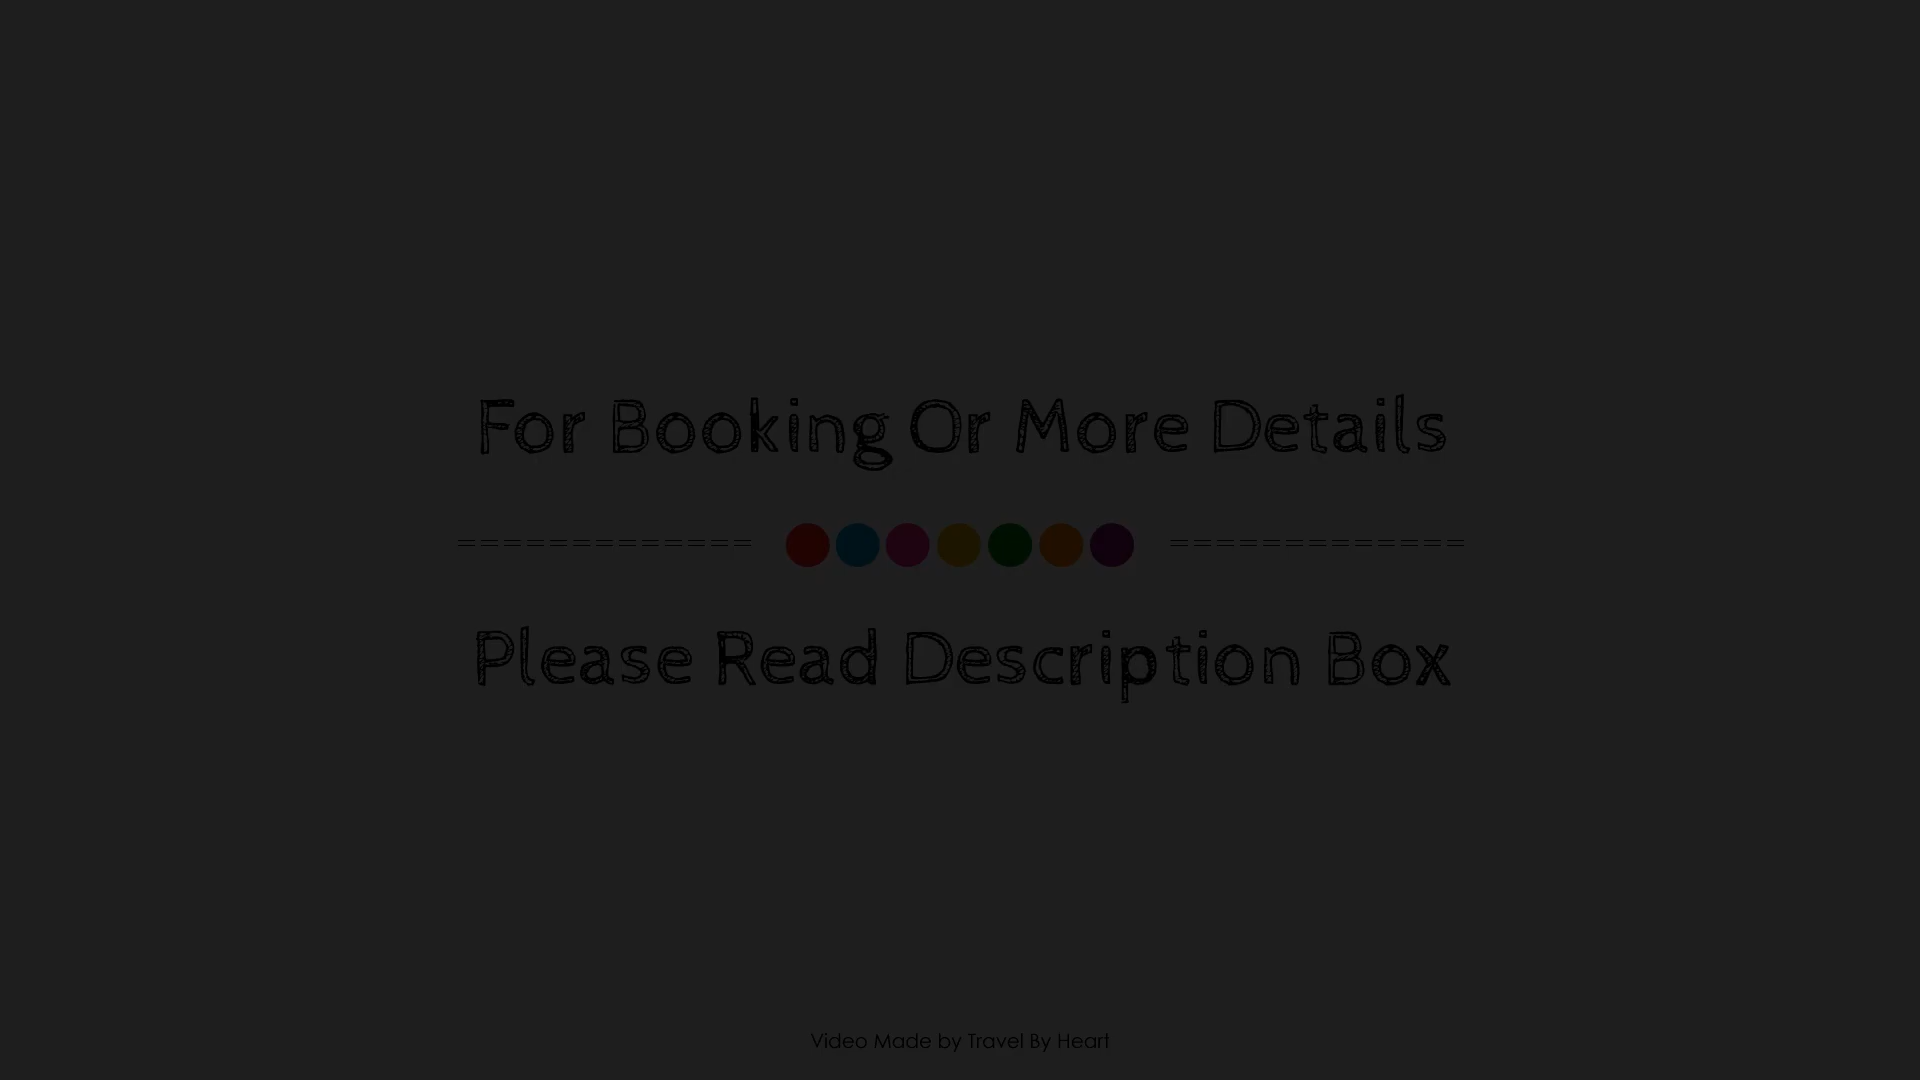 For Booking Or More Details
============= =============
Please Read Description Box
Video Made by Travel By Heart